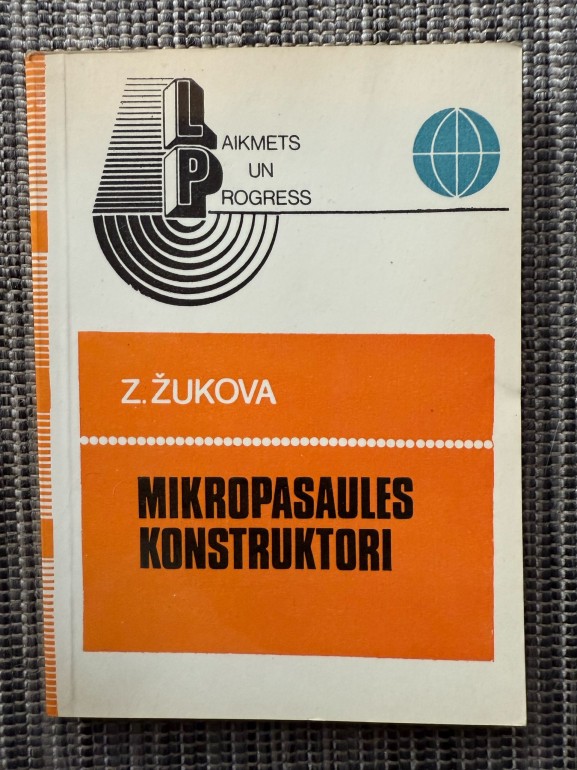 LAIKMETS
UN
PROGRESS
Z. ŽUKOVA
MIKROPASAULES
KONSTRUKTORI